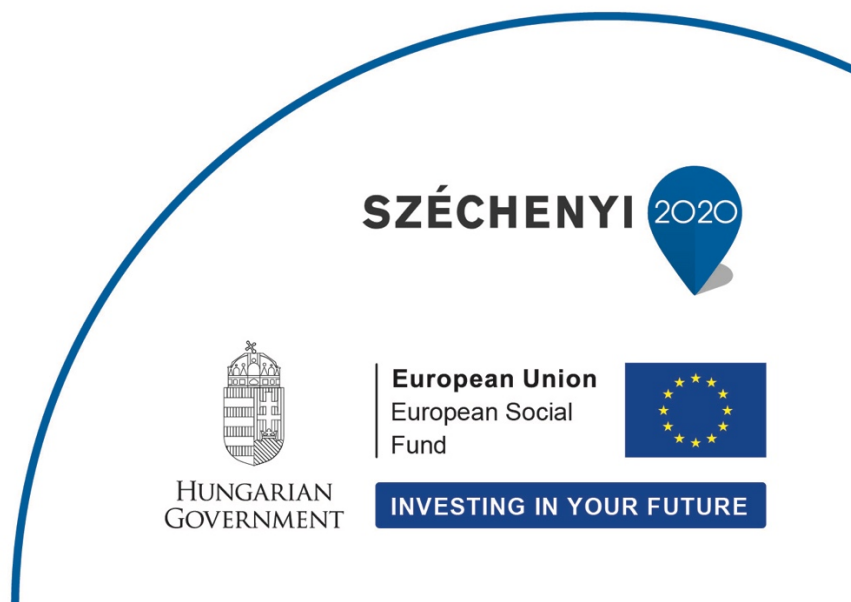 SZÉCHENYI 2020
European Union
European Social
Fund
HUNGARIAN
GOVERNMENT
INVESTING IN YOUR FUTURE